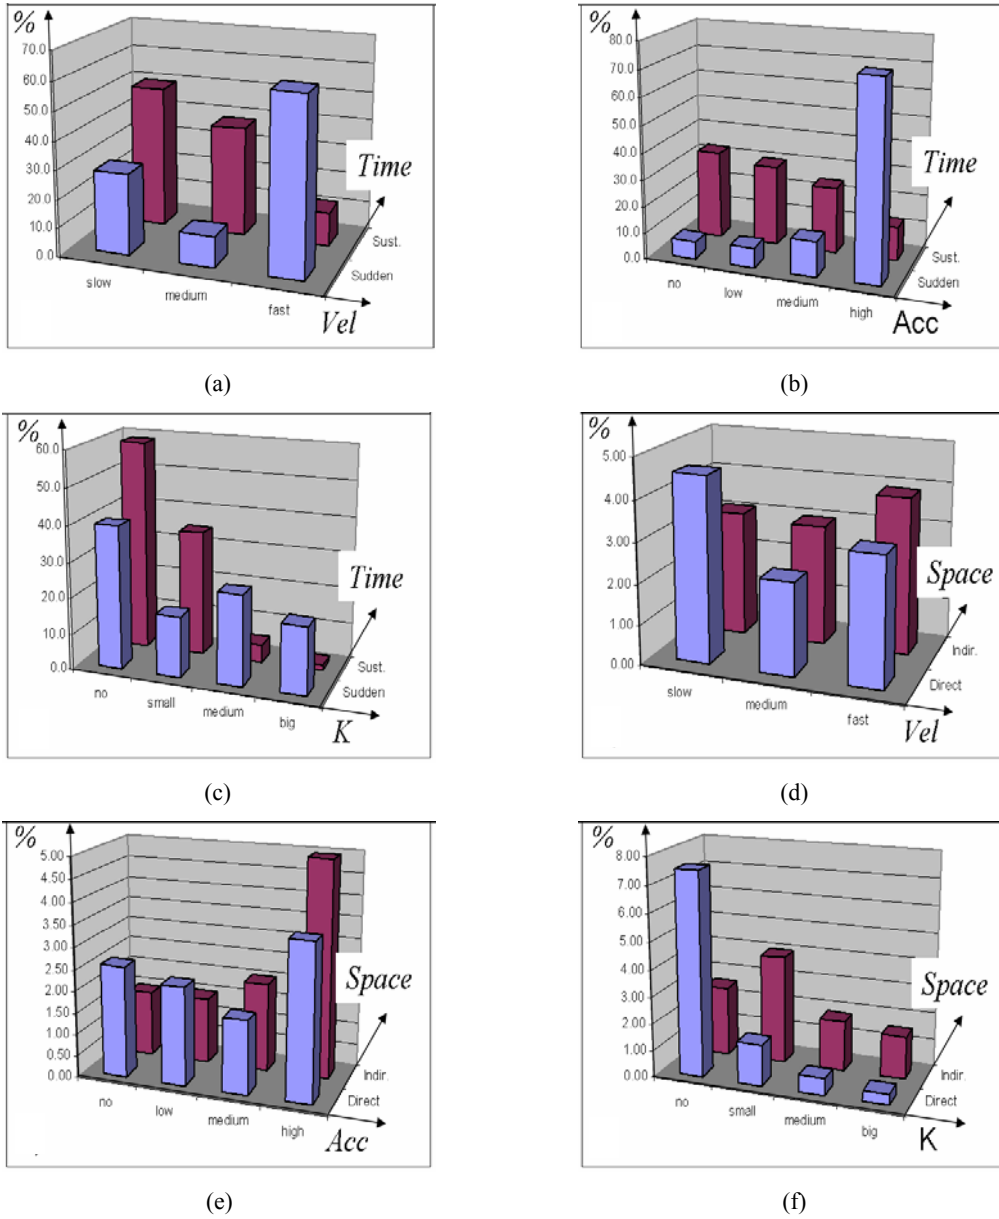 %
70.0
60.0
50.0
40.0
30.0
20.0
10.0
0.0
slow
medium
fast
Sudden
Sust.
Time
Vel
(a)
%
80.0
70.0
60.0
50.0
40.0
30.0
20.0
10.0
0.0
no
low
medium
high
Sudden
Sust.
Time
Acc
(b)
%
60.0
50.0
40.0
30.0
20.0
10.0
0.0
no
small
medium
big
Sudden
Sust.
Time
K
(c)
%
5.00
4.00
3.00
2.00
1.00
0.00
slow
medium
fast
Direct
Indir.
Space
Vel
(d)
%
5.00
4.00
3.50
3.00
2.50
2.00
1.50
1.00
0.50
0.00
no
low
medium
high
Direct
Indir.
Space
Acc
(e)
%
8.00
7.00
6.00
5.00
4.00
3.00
2.00
1.00
0.00
no
small
medium
big
Direct
Indir.
Space
K
(f)